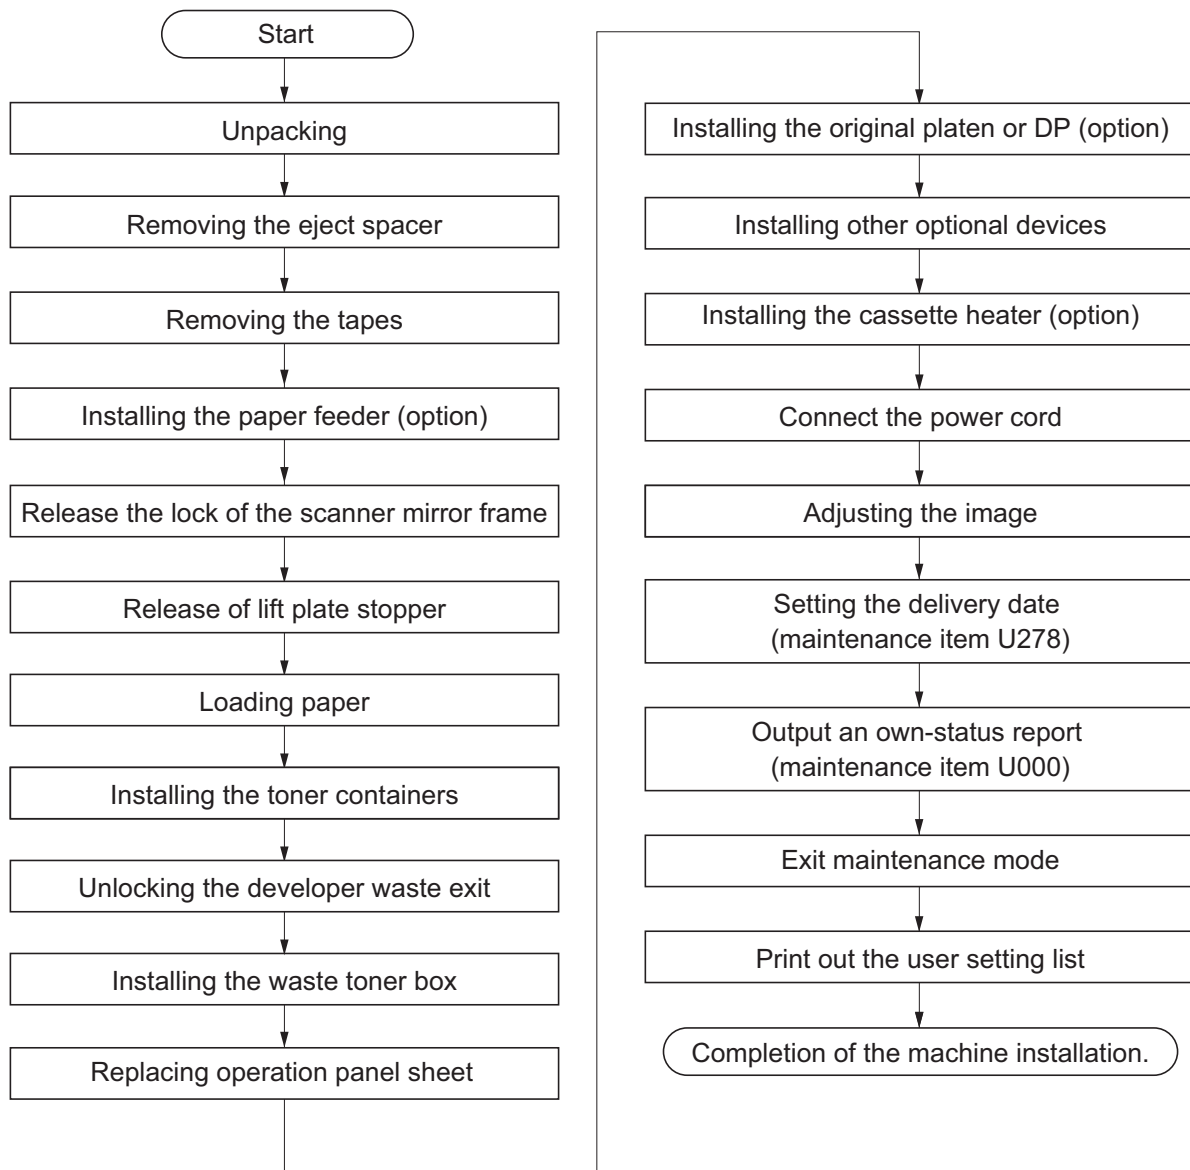 Start
Unpacking
Removing the eject spacer
Removing the tapes
Installing the paper feeder (option)
Release the lock of the scanner mirror frame
Release of lift plate stopper
Loading paper
Installing the toner containers
Unlocking the developer waste exit
Installing the waste toner box
Replacing operation panel sheet
Installing the original platen or DP (option)
Installing other optional devices
Installing the cassette heater (option)
Connect the power cord
Adjusting the image
Setting the delivery date
(maintenance item U278)
Output an own-status report
(maintenance item U000)
Exit maintenance mode
Print out the user setting list
Completion of the machine installation.